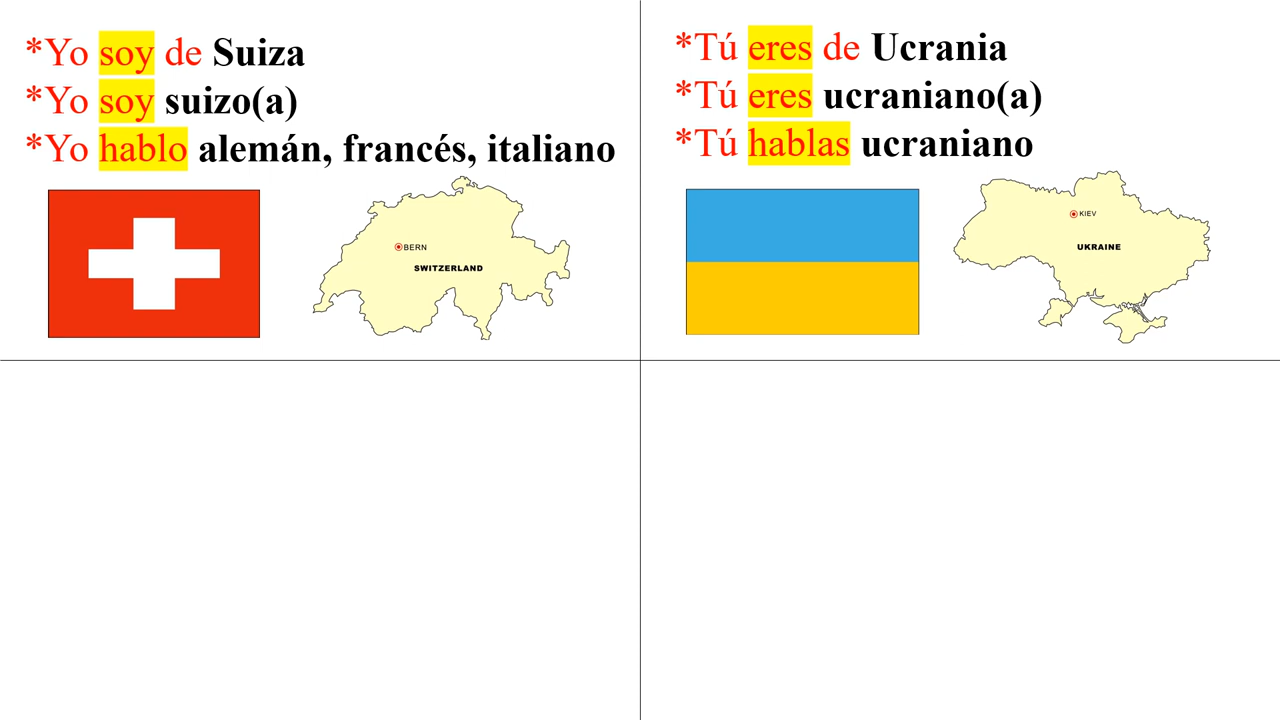 *Yo soy de Suiza
*Yo soy suizo(a)
*Yo hablo alemán, francés, italiano
BERN
SWITZERLAND
*Tú eres de Ucrania
*Tú eres ucraniano(a)
*Tú hablas ucraniano
KIEV
UKRAINE